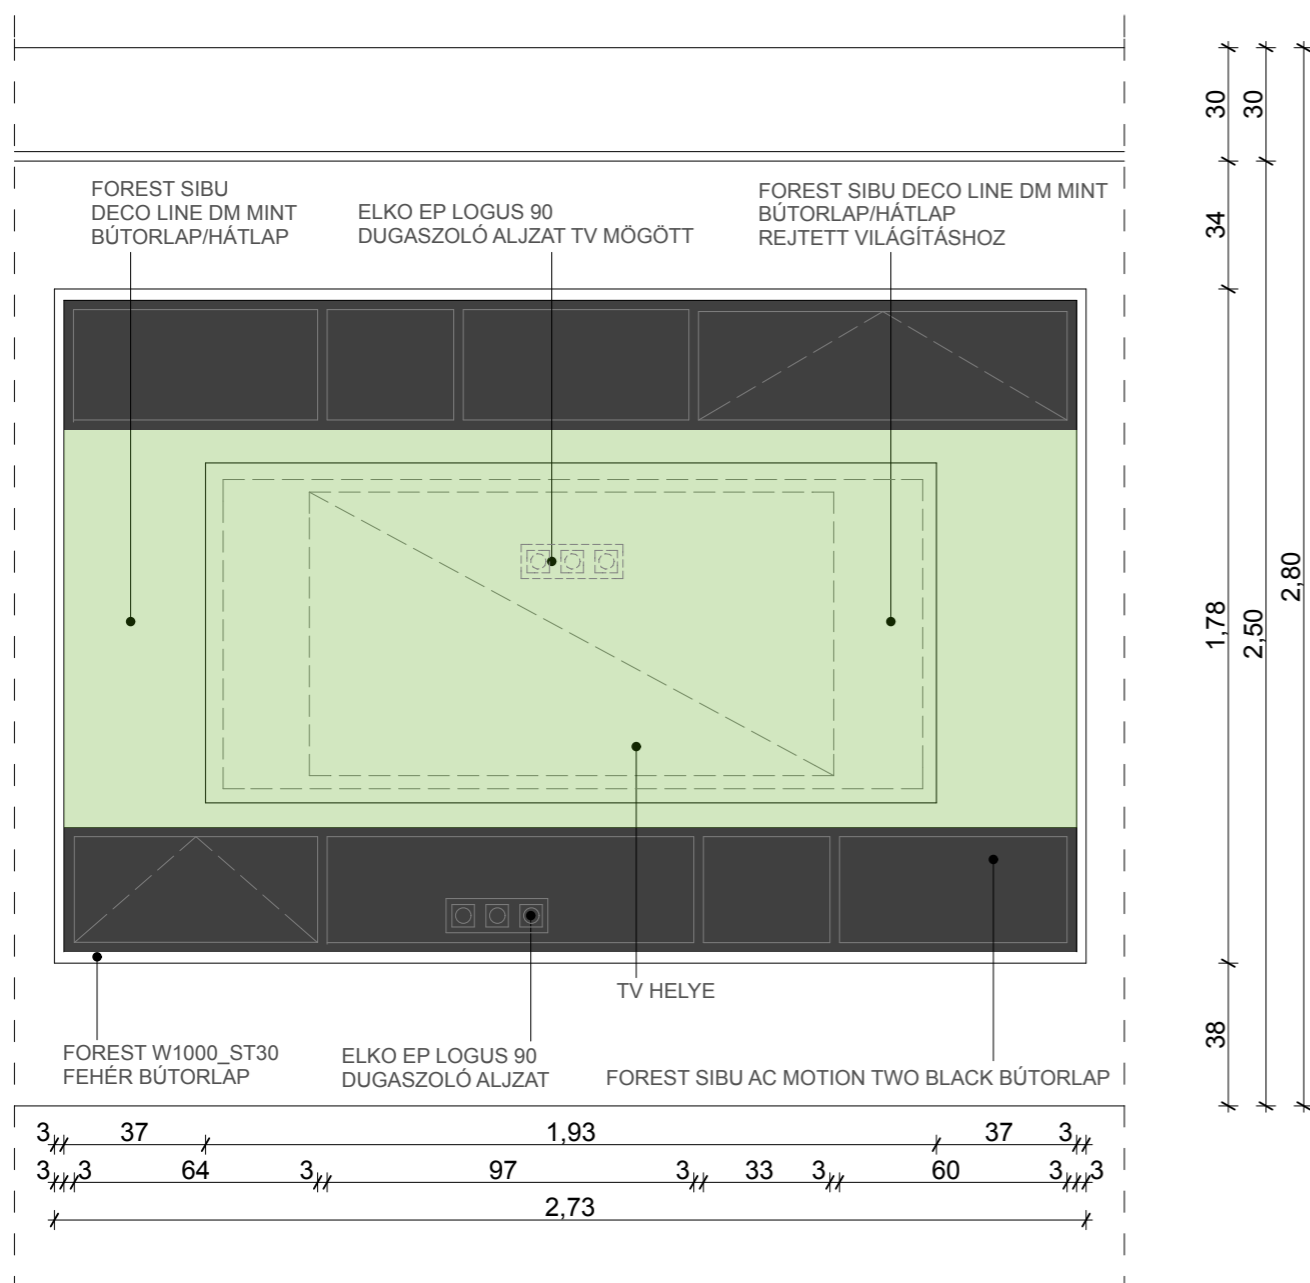 FOREST SIBU
DECO LINE DM MINT
BÚTORLAP/HÁTLAP
ELKO EP LOGUS 90
DUGASZOLÓ ALJZAT TV MÖGÖTT
FOREST SIBU DECO LINE DM MINT
BÚTORLAP/HÁTLAP
REJTETT VILÁGÍTÁSHOZ
30
30
34
1,78
2,50
2,80
38
TV HELYE
FOREST W1000_ST30
FEHÉR BÚTORLAP
ELKO EP LOGUS 90
DUGASZOLÓ ALJZAT
FOREST SIBU AC MOTION TWO BLACK BÚTORLAP
3 37 1,93 37 3
3 3 64 3 97 3 33 3 60 3 3
2,73